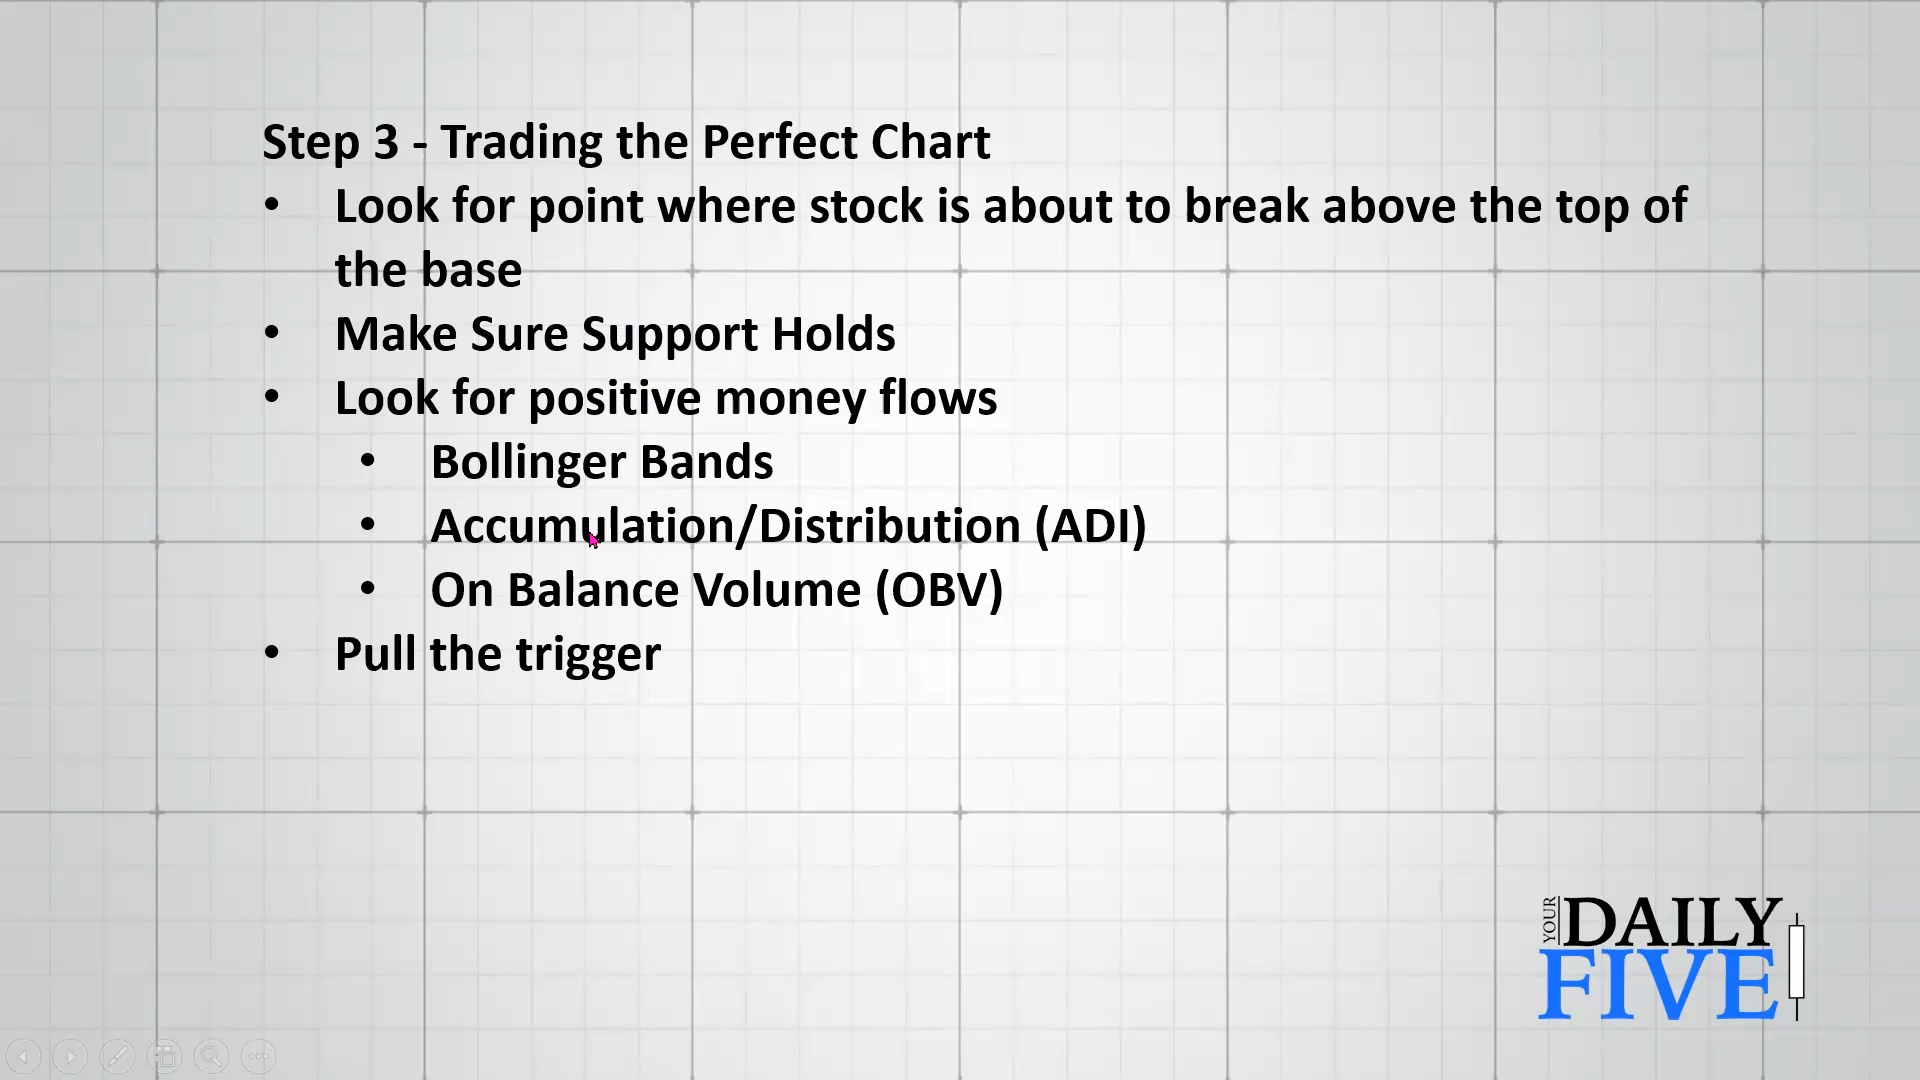 Step 3 - Trading the Perfect Chart
• Look for point where stock is about to break above the top of
the base
• Make Sure Support Holds
• Look for positive money flows
• Bollinger Bands
• Accumulation/Distribution (ADI)
• On Balance Volume (OBV)
• Pull the trigger
YOUR
DAILY
FIVE